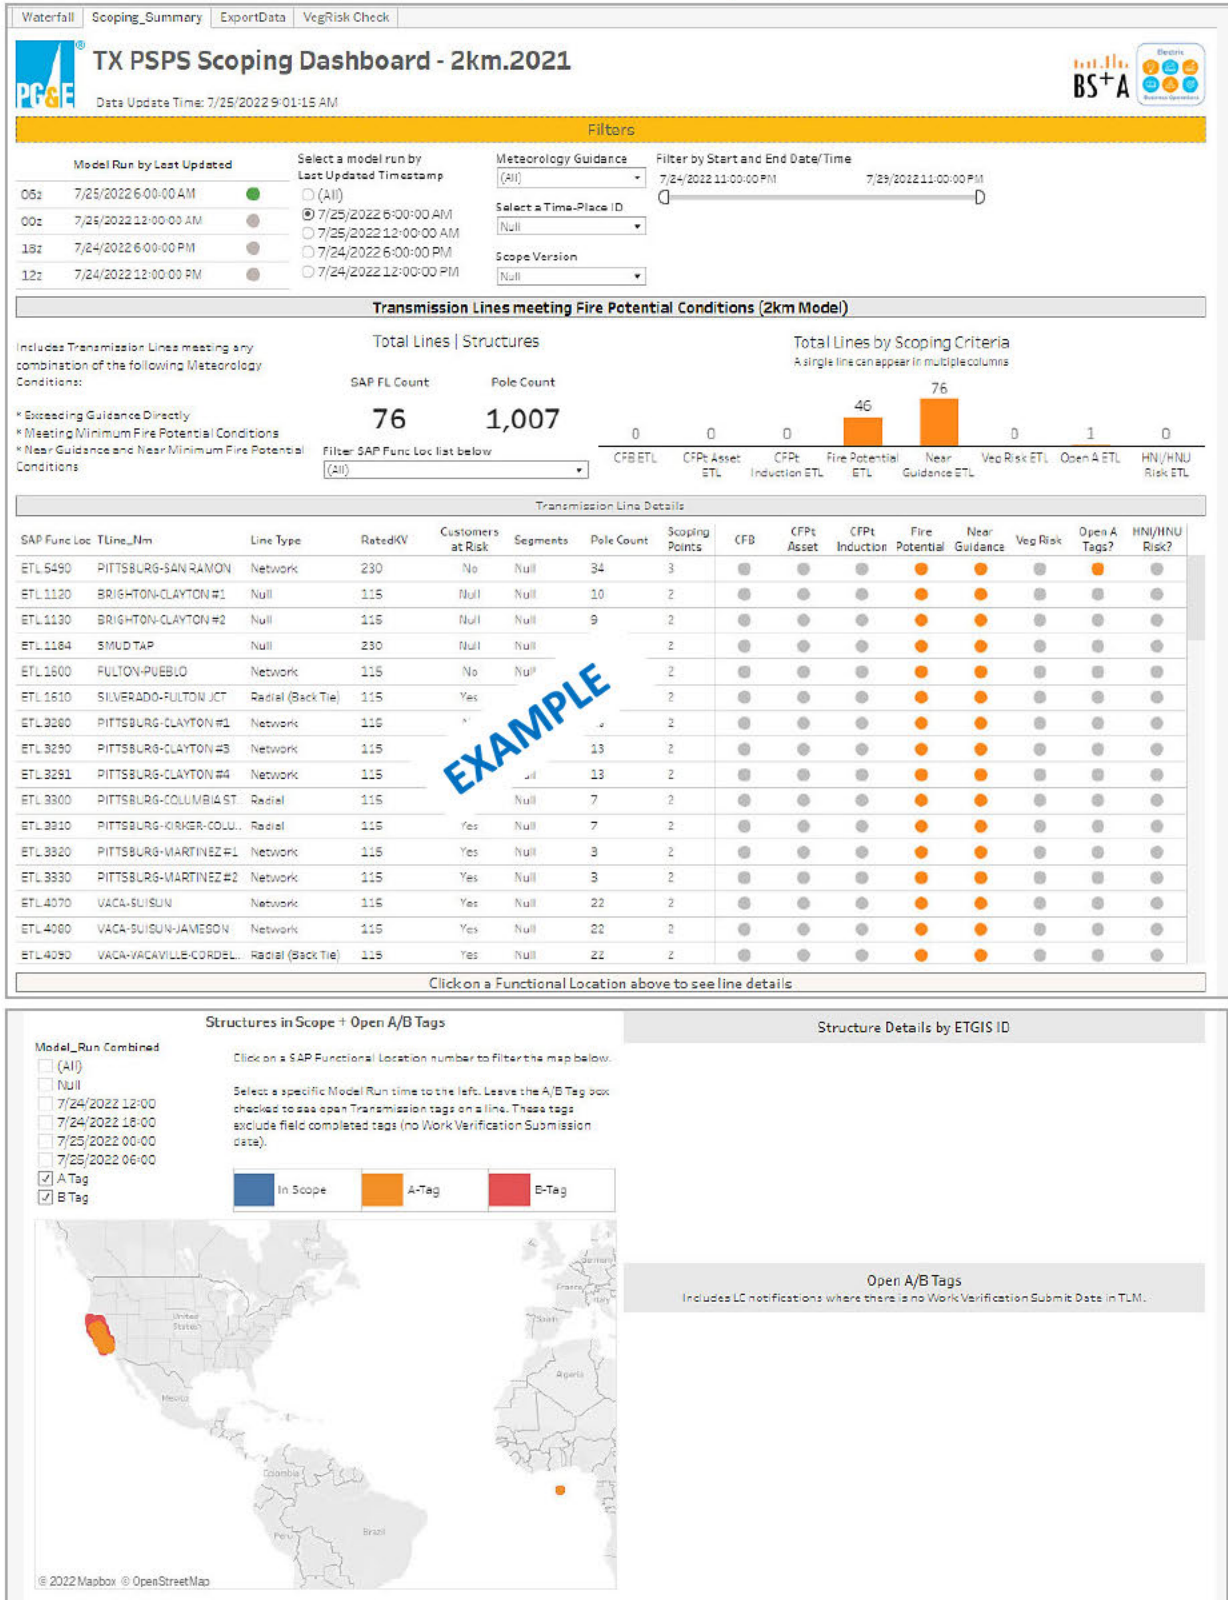 Waterfall Scoping_Summary ExportData VegRisk Check
PG&E ®
TX PSPS Scoping Dashboard - 2km.2021
Data Update Time: 7/25/2022 9:01:15 AM
BS+A
Electric
Business Operations
Filters
Model Run by Last Updated
06z 7/25/2022 6:00:00 AM
00z 7/25/2022 12:00:00 AM
18z 7/24/2022 6:00:00 PM
12z 7/24/2022 12:00:00 PM
Select a model run by
Last Updated Timestamp
(All)
7/25/2022 6:00:00 AM
7/25/2022 12:00:00 AM
7/24/2022 6:00:00 PM
7/24/2022 12:00:00 PM
Meteorology Guidance
(All)
Select a Time-Place ID
Null
Scope Version
Null
Filter by Start and End Date/Time
7/24/2022 11:00:00 PM 7/29/2022 11:00:00 PM
Transmission Lines meeting Fire Potential Conditions (2km Model)
Includes Transmission Lines meeting any
combination of the following Meteorology
Conditions:
* Exceeding Guidance Directly
* Meeting Minimum Fire Potential Conditions
* Near Guidance and Near Minimum Fire Potential
Conditions
Total Lines | Structures
SAP FL Count Pole Count
76 1,007
Filter SAP Func Loc list below
(All)
Total Lines by Scoping Criteria
A single line can appear in multiple columns
0 0 0 46 76 0 1 0
CFB ETL CFPt Asset ETL CFPt Induction ETL Fire Potential ETL Near Guidance ETL Veg Risk ETL Open A ETL HNI/HNU Risk ETL
Transmission Line Details
SAP Func Loc TLine_Nm Line Type RatedKV Customers at Risk Segments Pole Count Scoping Points CFB CFPt Asset CFPt Induction Fire Potential Near Guidance Veg Risk Open A Tags? HNI/HNU Risk?
ETL.5490 PITTSBURG-SAN RAMON Network 230 No Null 34 3
ETL.1120 BRIGHTON-CLAYTON #1 Null 115 Null Null 10 2
ETL.1130 BRIGHTON-CLAYTON #2 Null 115 Null Null 9 2
ETL.1184 SMUD TAP Null 230 Null Null 2
ETL.1600 FULTON-PUEBLO Network 115 No Null 2
ETL.1610 SILVERADO-FULTON JCT Radial (Back Tie) 115 Yes 2
ETL.3280 PITTSBURG-CLAYTON #1 Network 115 2
ETL.3290 PITTSBURG-CLAYTON #3 Network 115 13 2
ETL.3291 PITTSBURG-CLAYTON #4 Network 115 13 2
ETL.3300 PITTSBURG-COLUMBIA ST.. Radial 115 Null 7 2
ETL.3310 PITTSBURG-KIRKER-COLU.. Radial 115 Yes Null 7 2
ETL.3320 PITTSBURG-MARTINEZ #1 Network 115 Yes Null 3 2
ETL.3330 PITTSBURG-MARTINEZ #2 Network 115 Yes Null 3 2
ETL.4070 VACA-SUISUN Network 115 Yes Null 22 2
ETL.4080 VACA-SUISUN-JAMESON Network 115 Yes Null 22 2
ETL.4090 VACA-VACAVILLE-CORDEL.. Radial (Back Tie) 115 Yes Null 22 2
EXAMPLE
Click on a Functional Location above to see line details
Structures in Scope + Open A/B Tags
Model_Run Combined
(All)
Null
7/24/2022 12:00
7/24/2022 18:00
7/25/2022 00:00
7/25/2022 06:00
A Tag
B Tag
Click on a SAP Functional Location number to filter the map below.
Select a specific Model Run time to the left. Leave the A/B Tag box
checked to see open Transmission tags on a line. These tags
exclude field completed tags (no Work Verification Submission
date).
In Scope A-Tag B-Tag
United
States
Mexico
Colombia
Peru
Brazil
Germany
France
Italy
Spain
Algeria
© 2022 Mapbox © OpenStreetMap
Structure Details by ETGIS ID
Open A/B Tags
Includes LC notifications where there is no Work Verification Submit Date in TLM.